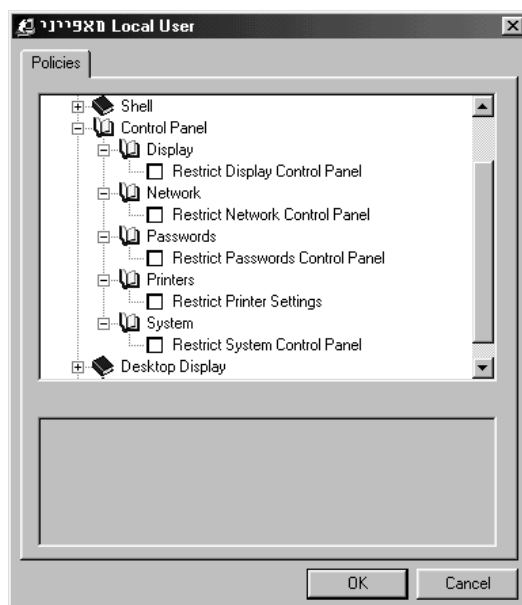 מאפייני Local User
Policies
Shell
Control Panel
Display
Restrict Display Control Panel
Network
Restrict Network Control Panel
Passwords
Restrict Passwords Control Panel
Printers
Restrict Printer Settings
System
Restrict System Control Panel
Desktop Display
OK
Cancel